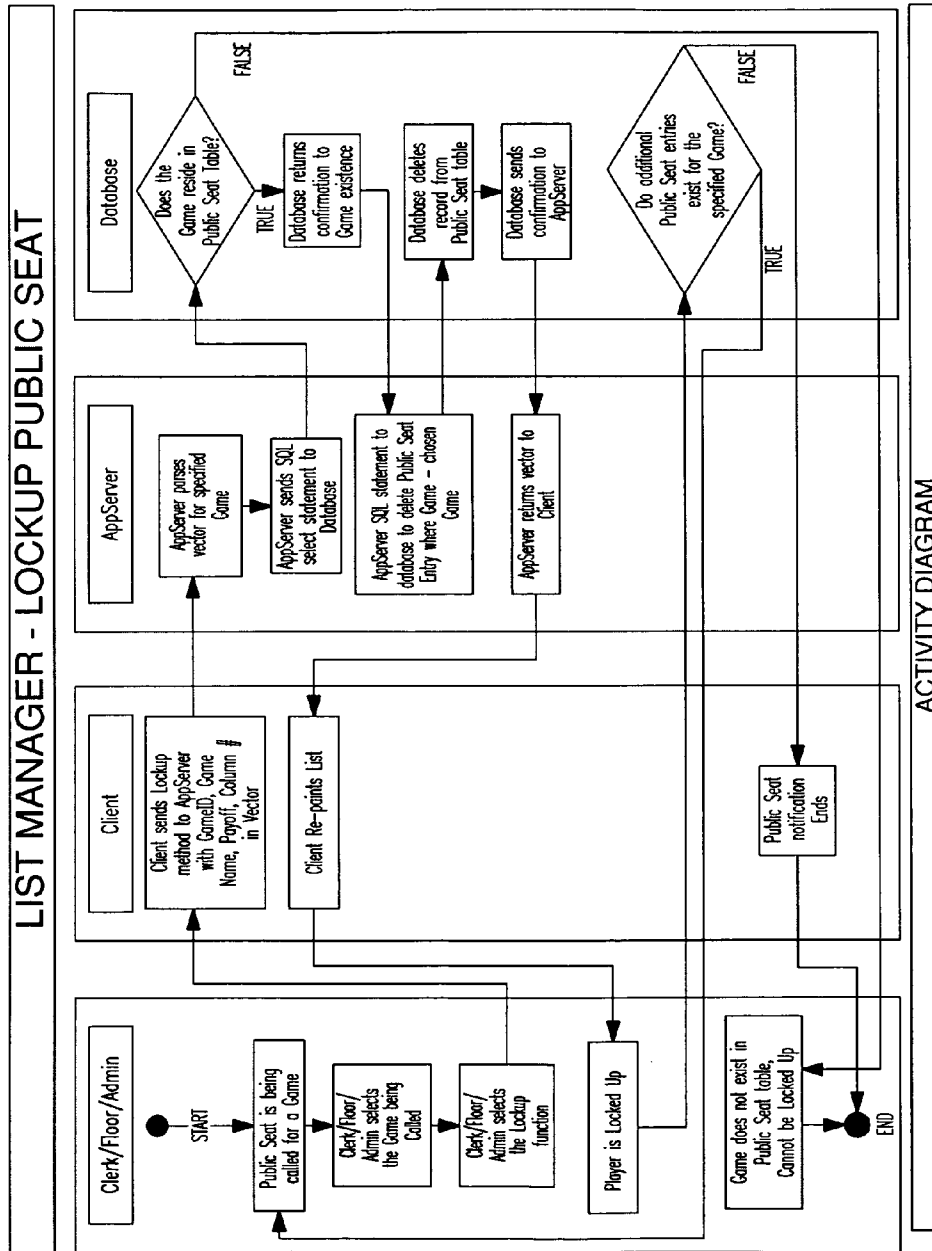 LIST MANAGER - LOCKUP PUBLIC SEAT
Clerk/Floor/Admin
START
Public Seat is being
called for a Game
Clerk/Floor/
Admin selects
the Game being
Called
Clerk/Floor/
Admin selects
the Lockup
function
Player is Locked Up
Game does not exist in
Public Seat table,
Cannot be Locked Up
END
Client
Client sends Lockup
method to AppServer
with GameID, Game
Name, Payoff, Column #
in Vector
Client Re-paints List
Public Seat
notification
Ends
AppServer
AppServer parses
vector for specified
Game
AppServer sends SQL
select statement to
Database
AppServer SQL statement to
database to delete Public Seat
Entry where Game - chosen
Game
AppServer returns vector to
Client
Database
Does the
Game reside in
Public Seat Table?
FALSE
TRUE
Database returns
confirmation to
Game existence
Database deletes
record from
Public Seat table
Database sends
confirmation to
AppServer
Do additional
Public Seat entries
exist for the
specified Game?
FALSE
TRUE
ACTIVITY DIAGRAM